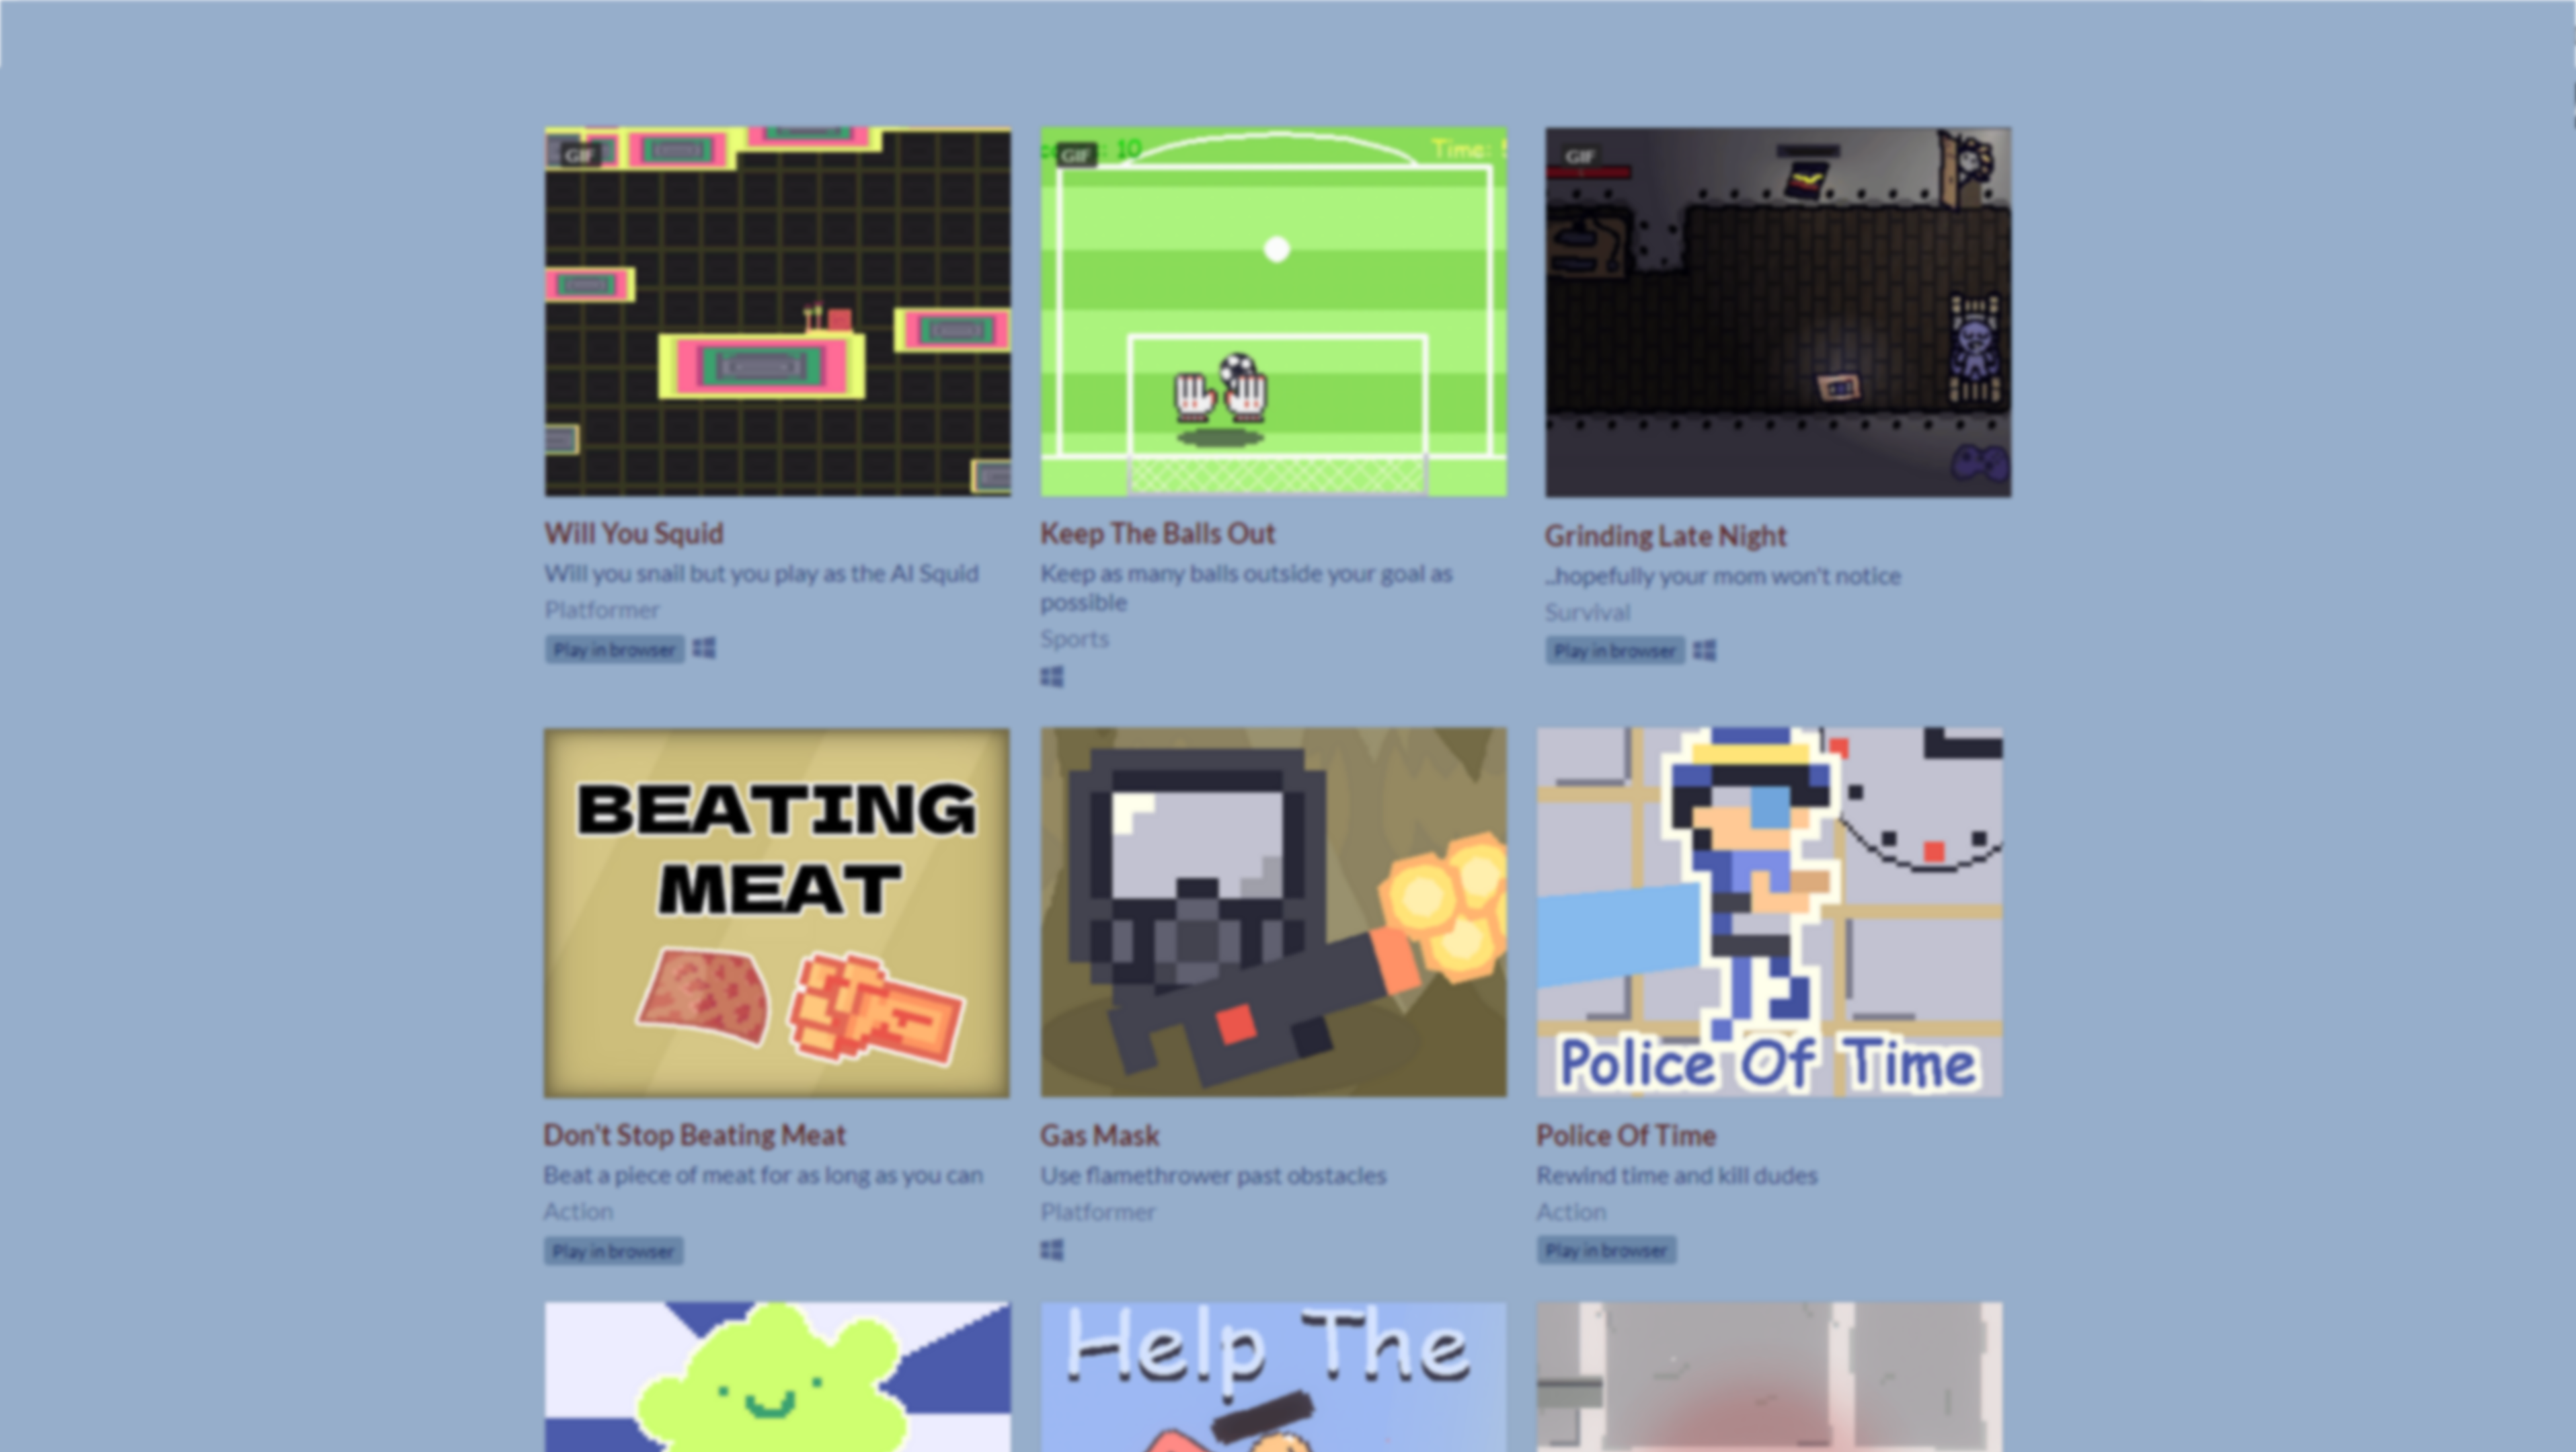 GIF
GIF : 10 Time: 5
GIF
Will You Squid
Will you snail but you play as the AI Squid
Platformer
Play in browser
Keep The Balls Out
Keep as many balls outside your goal as
possible
Sports
Grinding Late Night
..hopefully your mom won't notice
Survival
Play in browser
BEATING
MEAT
Don't Stop Beating Meat
Beat a piece of meat for as long as you can
Action
Play in browser
Gas Mask
Use flamethrower past obstacles
Platformer
Police Of Time
Police Of Time
Rewind time and kill dudes
Action
Play in browser
Help The